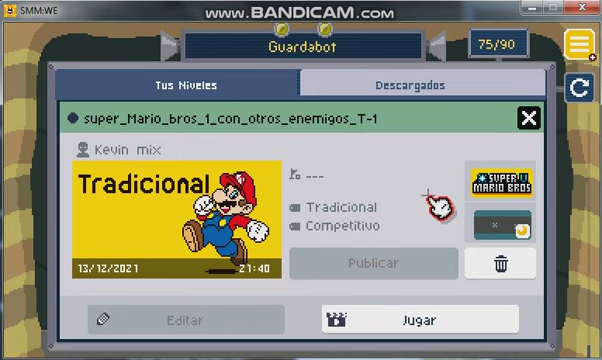 www.BANDICAM.com
SMM:WE
Guardabot
75/90
Tus Niveles
Descargados
super_Mario_bros_1_con_otros_enemigos_T-1
Kevin mix
Tradicional
---
SUPER
MARIO BROS
U
Tradicional
Competitivo
13/12/2021
21:40
Publicar
Editar
Jugar